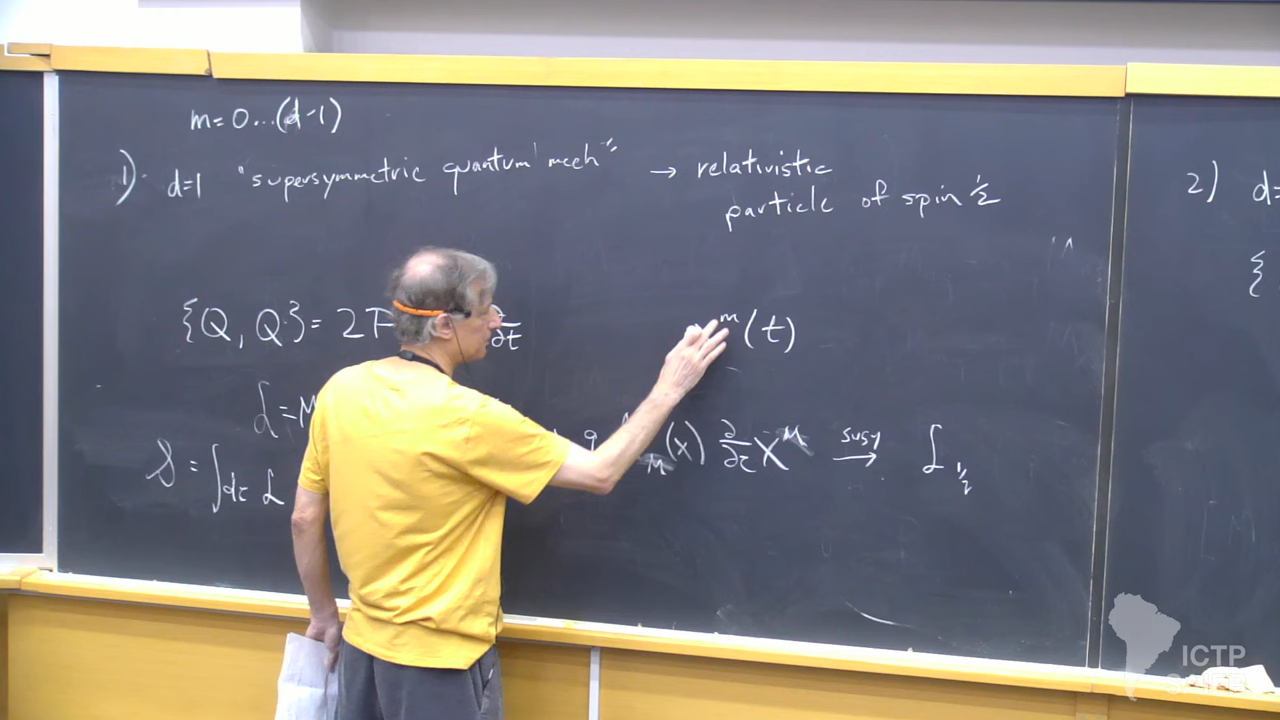 m=0...(d-1)
1) d=1 "supersymmetric quantum mech" → relativistic
particle of spin 1/2
2) d=
{Q, Q} = 2 ∂/∂t
m(t)
{
L = M
S = ∫dτ L
(x) ∂/∂τ X^M susy → L_1/2
ICTP